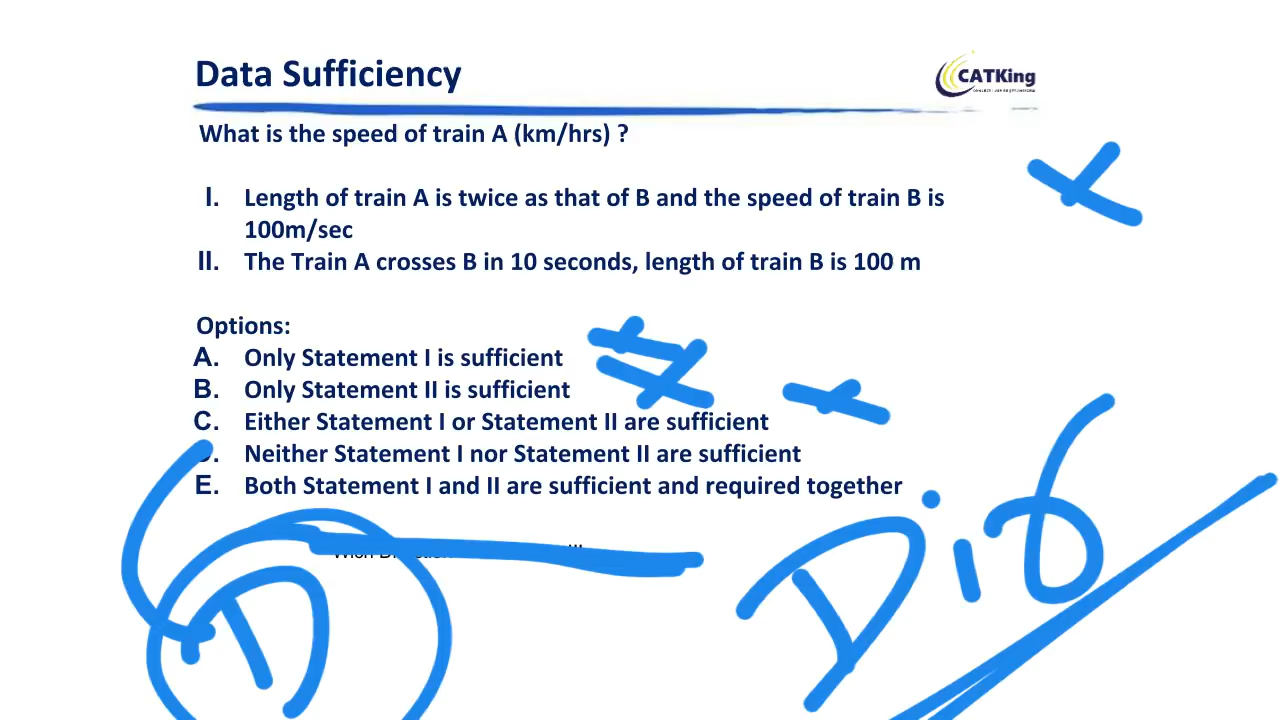 Data Sufficiency
CATKing
What is the speed of train A (km/hrs) ?
I. Length of train A is twice as that of B and the speed of train B is
100m/sec
II. The Train A crosses B in 10 seconds, length of train B is 100 m
Options:
A. Only Statement I is sufficient
B. Only Statement II is sufficient
C. Either Statement I or Statement II are sufficient
D. Neither Statement I nor Statement II are sufficient
E. Both Statement I and II are sufficient and required together
D